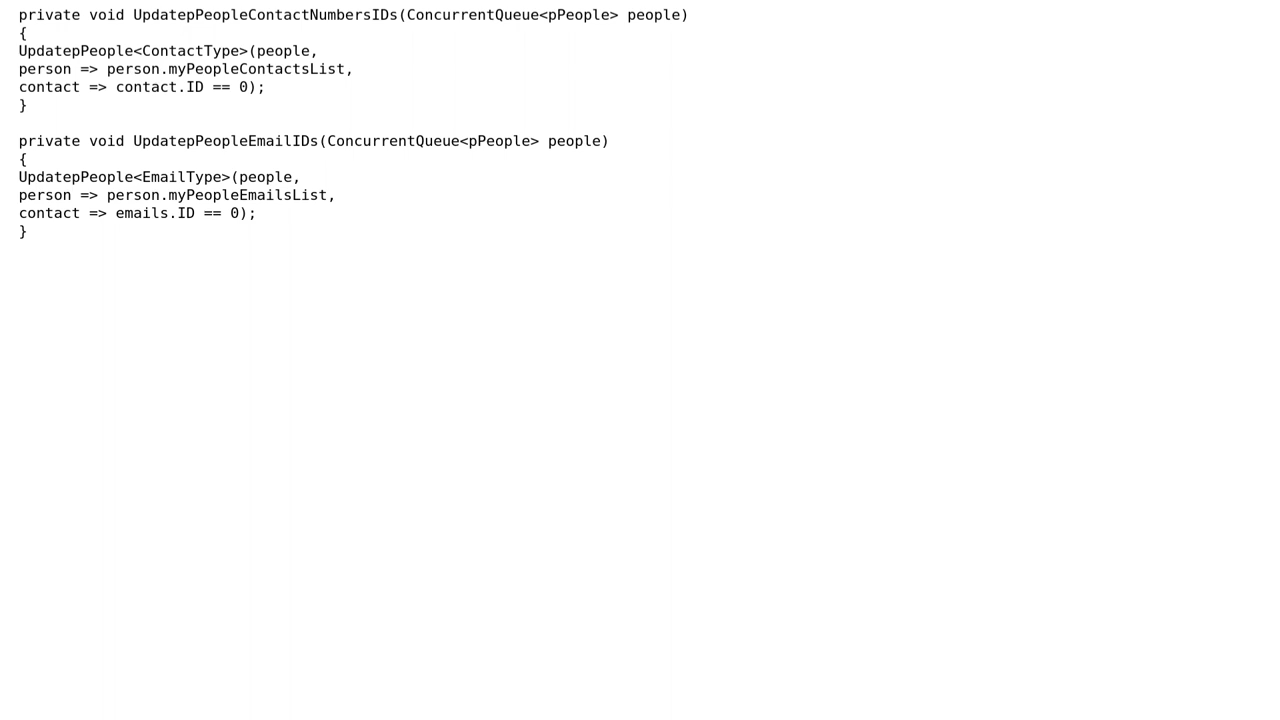 private void UpdatepPeopleContactNumbersIDs(ConcurrentQueue<pPeople> people)
{
UpdatepPeople<ContactType>(people,
person => person.myPeopleContactsList,
contact => contact.ID == 0);
}

private void UpdatepPeopleEmailIDs(ConcurrentQueue<pPeople> people)
{
UpdatepPeople<EmailType>(people,
person => person.myPeopleEmailsList,
contact => emails.ID == 0);
}